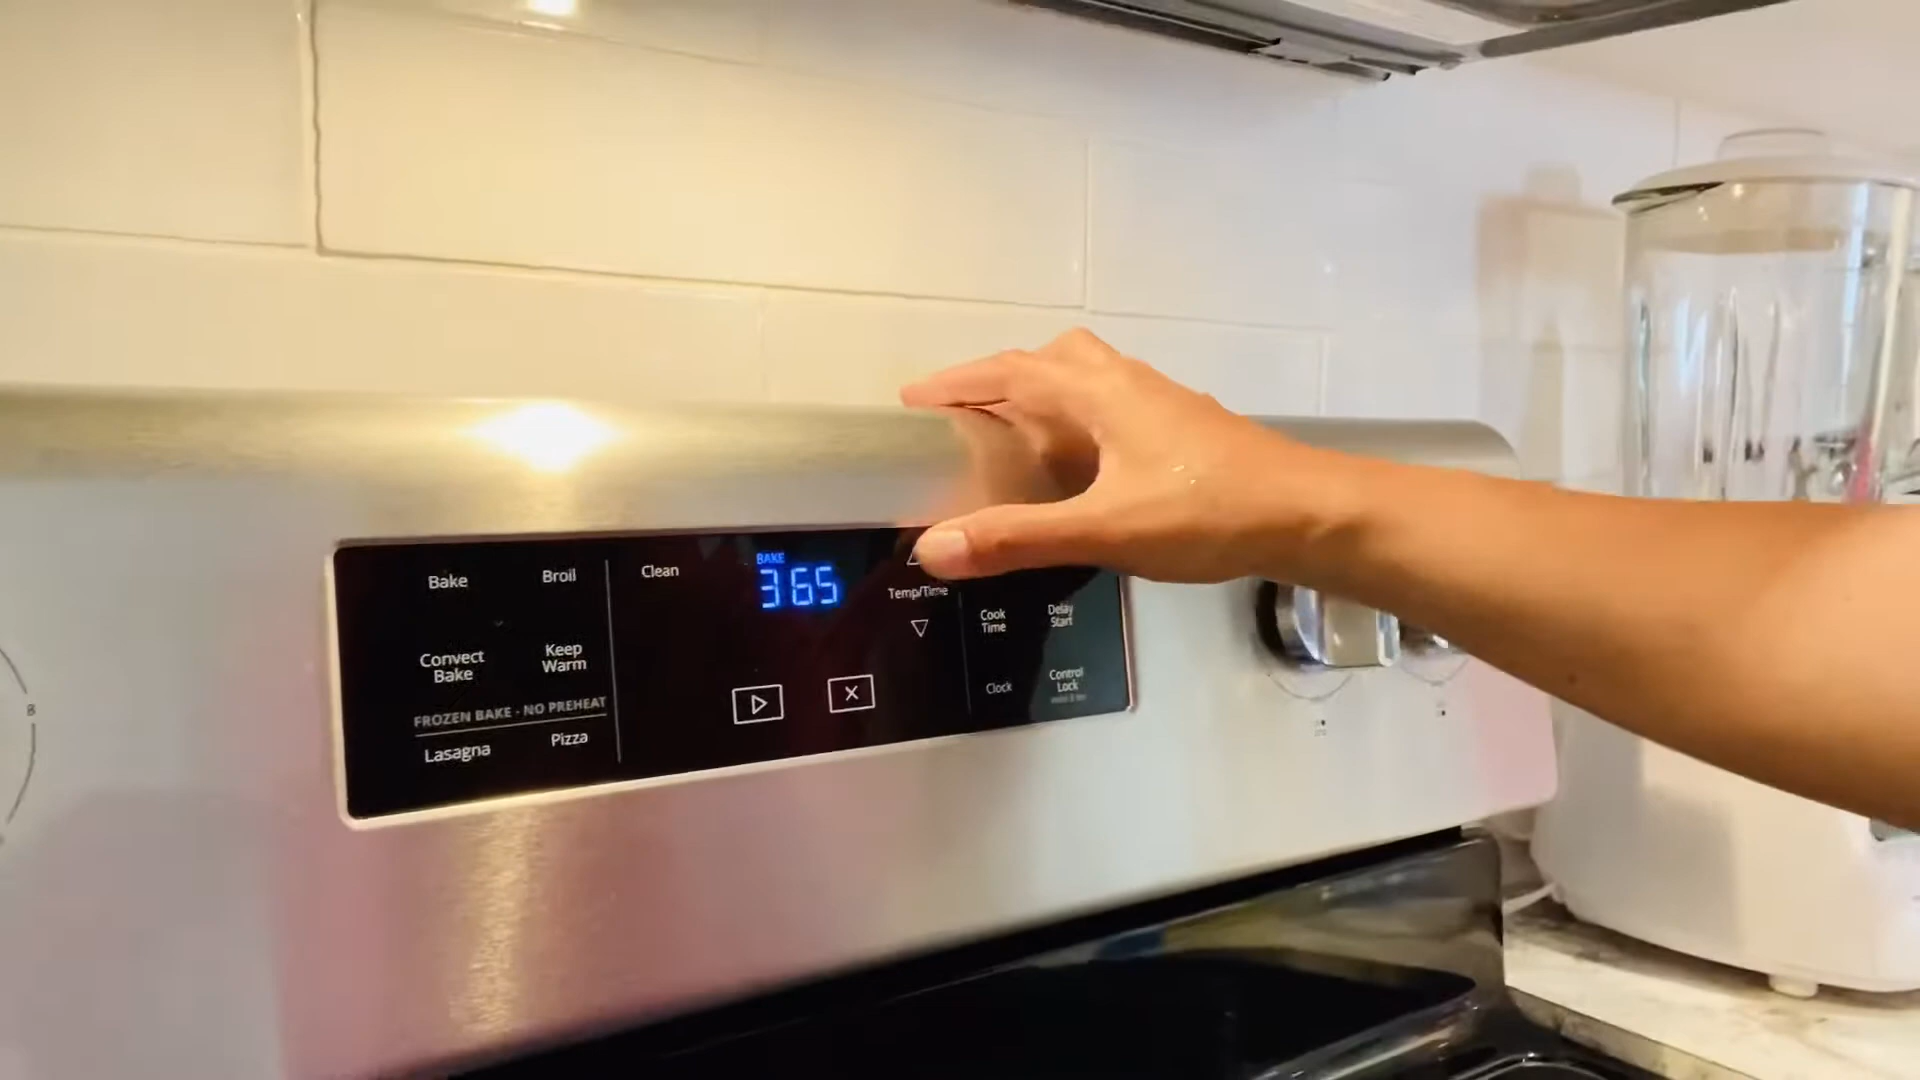 Bake
Broil
Clean
BAKE
365
Temp/Time
Cook
Time
Delay
Start
Convect
Bake
Keep
Warm
Clock
Control
Lock
FROZEN BAKE - NO PREHEAT
Lasagna
Pizza
8